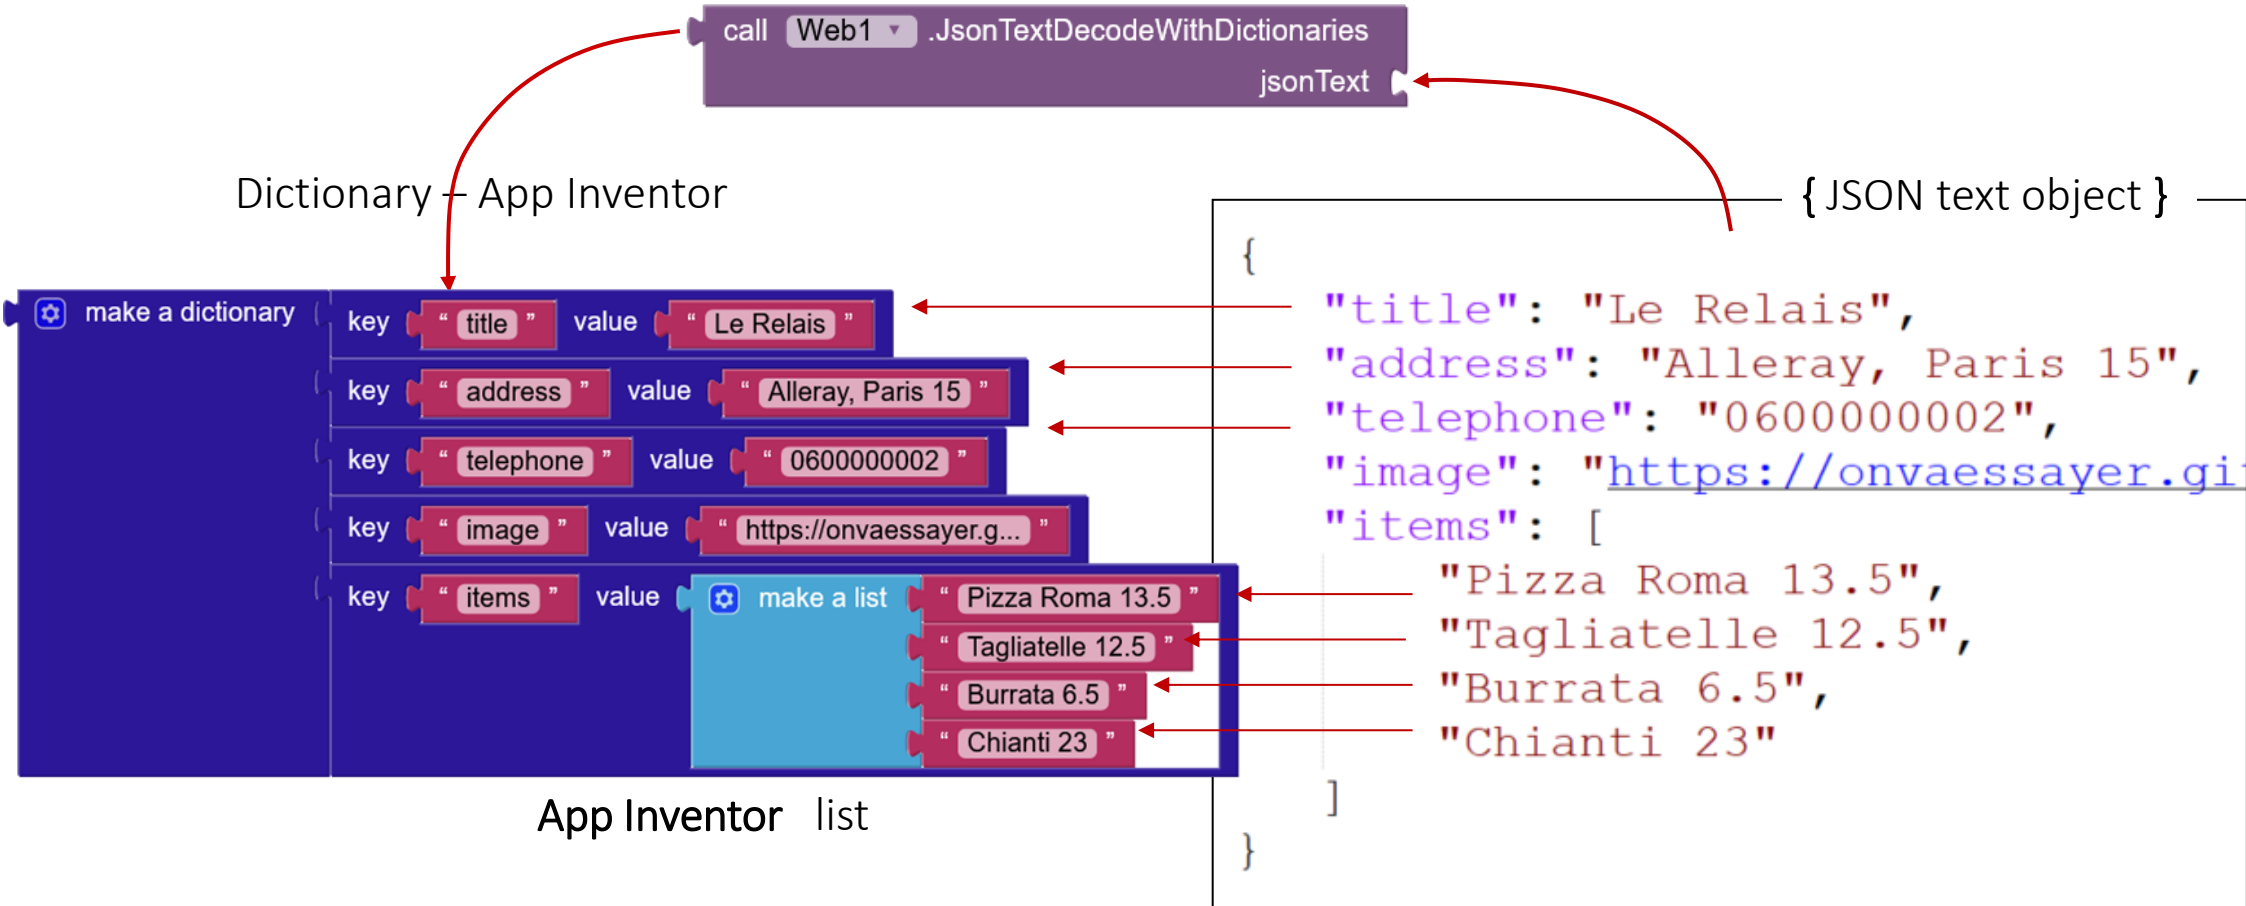 call Web1 .JsonTextDecodeWithDictionaries
jsonText
Dictionary – App Inventor
{ JSON text object }
make a dictionary key “ title ” value “ Le Relais ”
key “ address ” value “ Alleray, Paris 15 ”
key “ telephone ” value “ 0600000002 ”
key “ image ” value “ https://onvaessayer.g... ”
key “ items ” value make a list “ Pizza Roma 13.5 ”
“ Tagliatelle 12.5 ”
“ Burrata 6.5 ”
“ Chianti 23 ”
App Inventor list
{
"title": "Le Relais",
"address": "Alleray, Paris 15",
"telephone": "0600000002",
"image": "https://onvaessayer.gi
"items": [
"Pizza Roma 13.5",
"Tagliatelle 12.5",
"Burrata 6.5",
"Chianti 23"
]
}